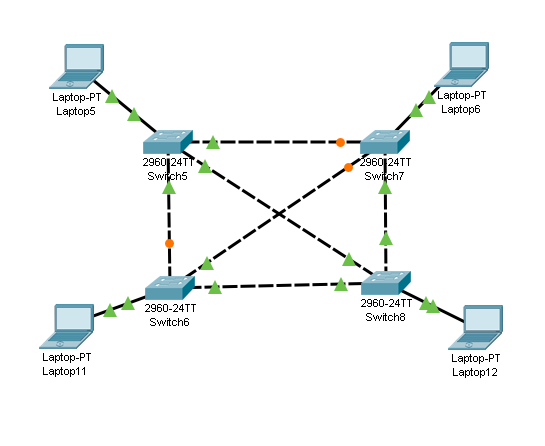 Laptop-PT
Laptop5
Laptop-PT
Laptop6
2960-24TT
Switch5
2960-24TT
Switch7
2960-24TT
Switch6
2960-24TT
Switch8
Laptop-PT
Laptop11
Laptop-PT
Laptop12